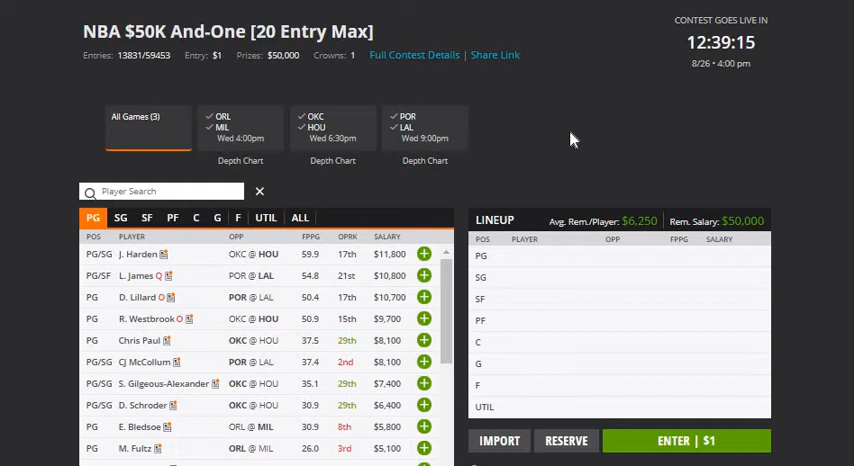 NBA $50K And-One [20 Entry Max]
Entries: 13831/59453 Entry: $1 Prizes: $50,000 Crowns: 1 Full Contest Details | Share Link
CONTEST GOES LIVE IN
12:39:15
8/26 • 4:00 pm
All Games (3)
ORL
MIL
Wed 4:00pm
Depth Chart
OKC
HOU
Wed 6:30pm
Depth Chart
POR
LAL
Wed 9:00pm
Depth Chart
Player Search
PG SG SF PF C G F UTIL ALL
POS PLAYER OPP FPPG OPRK SALARY
PG/SG J. Harden OKC @ HOU 59.9 17th $11,800
PG/SF L. James Q POR @ LAL 54.8 21st $10,800
PG D. Lillard O POR @ LAL 50.4 17th $10,700
PG R. Westbrook O OKC @ HOU 50.9 15th $9,700
PG Chris Paul OKC @ HOU 37.5 29th $8,100
PG/SG CJ McCollum POR @ LAL 37.4 2nd $8,100
PG/SG S. Gilgeous-Alexander OKC @ HOU 35.1 29th $7,400
PG/SG D. Schroder OKC @ HOU 30.9 29th $6,400
PG E. Bledsoe ORL @ MIL 30.9 8th $5,800
PG M. Fultz ORL @ MIL 26.0 3rd $5,100
LINEUP Avg. Rem./Player: $6,250 Rem. Salary: $50,000
POS PLAYER OPP FPPG SALARY
PG
SG
SF
PF
C
G
F
UTIL
IMPORT RESERVE ENTER | $1